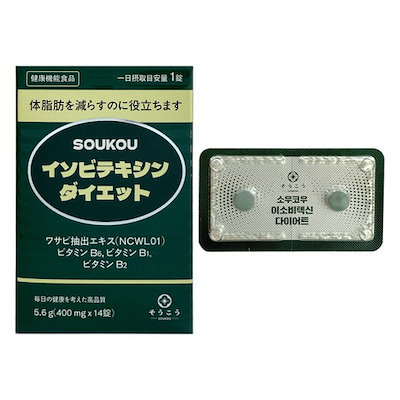 健康機能食品
一日摂取目安量1錠
体脂肪を減らすのに役立ちます
SOUKOU
イソビテキシン
ダイエット
ワサビ抽出エキス(NCWL01)
ビタミン B6, ビタミン B1,
ビタミン B2
毎日の健康を考えた高品質
5.6g(400 mg x 14錠)
そうこう
SOUKOU
そうこう
소우코우
이소비텍신
다이어트